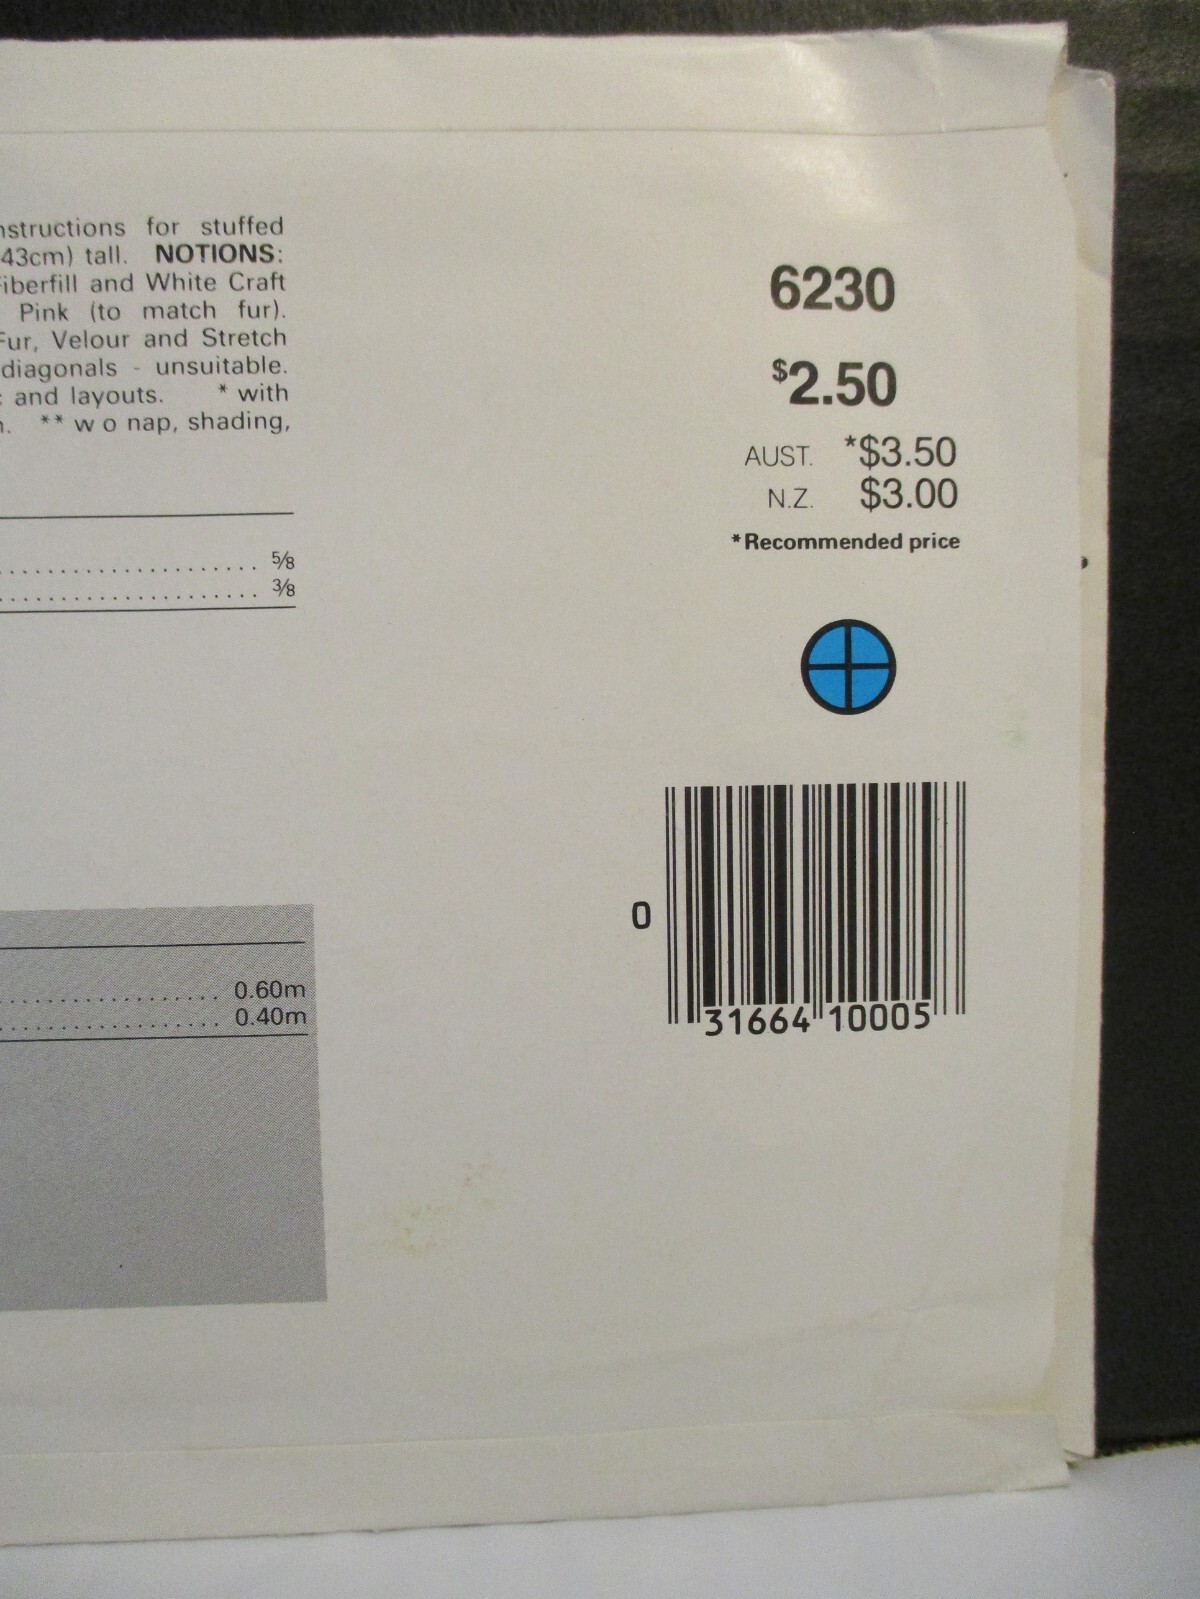 nstructions for stuffed
43cm) tall. NOTIONS:
iberfill and White Craft
Pink (to match fur).
Fur, Velour and Stretch
diagonals - unsuitable.
and layouts. * with
** w o nap, shading,
5/8
3/8
0.60m
0.40m
6230
$2.50
AUST. *$3.50
N.Z. $3.00
*Recommended price
0 31664 10005